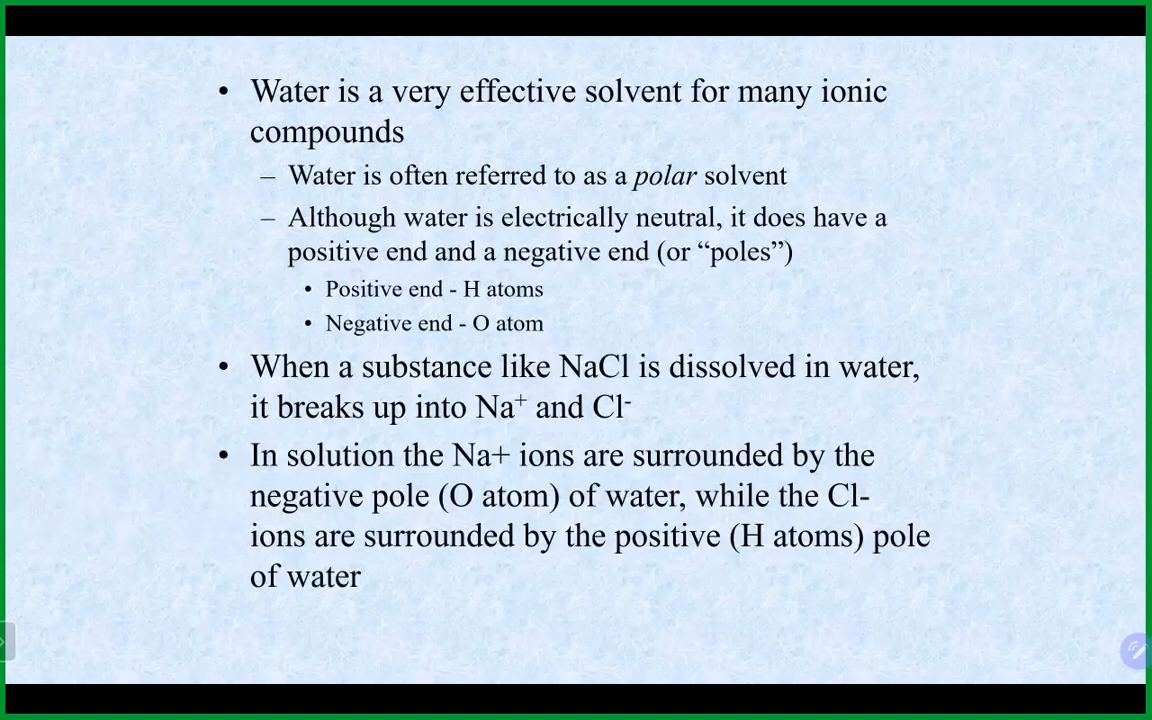 • Water is a very effective solvent for many ionic
compounds
– Water is often referred to as a polar solvent
– Although water is electrically neutral, it does have a
positive end and a negative end (or “poles”)
• Positive end - H atoms
• Negative end - O atom
• When a substance like NaCl is dissolved in water,
it breaks up into Na⁺ and Cl⁻
• In solution the Na+ ions are surrounded by the
negative pole (O atom) of water, while the Cl-
ions are surrounded by the positive (H atoms) pole
of water